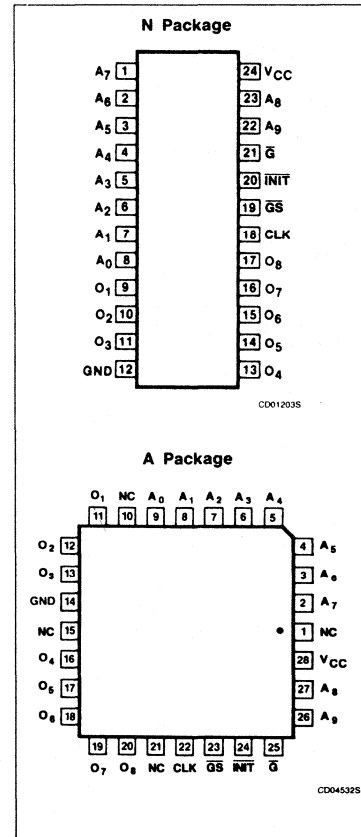 N Package
A7 1 24 VCC
A6 2 23 A8
A5 3 22 A9
A4 4 21 G̅
A3 5 20 I̅N̅I̅T̅
A2 6 19 G̅S̅
A1 7 18 CLK
A0 8 17 O8
O1 9 16 O7
O2 10 15 O6
O3 11 14 O5
GND 12 13 O4
CD01203S
A Package
O1 NC A0 A1 A2 A3 A4
11 10 9 8 7 6 5
O2 12 4 A5
O3 13 3 A6
GND 14 2 A7
NC 15 1 NC
O4 16 28 VCC
O5 17 27 A8
O6 18 26 A9
19 20 21 22 23 24 25
O7 O8 NC CLK G̅S̅ I̅N̅I̅T̅ G̅
CD04532S